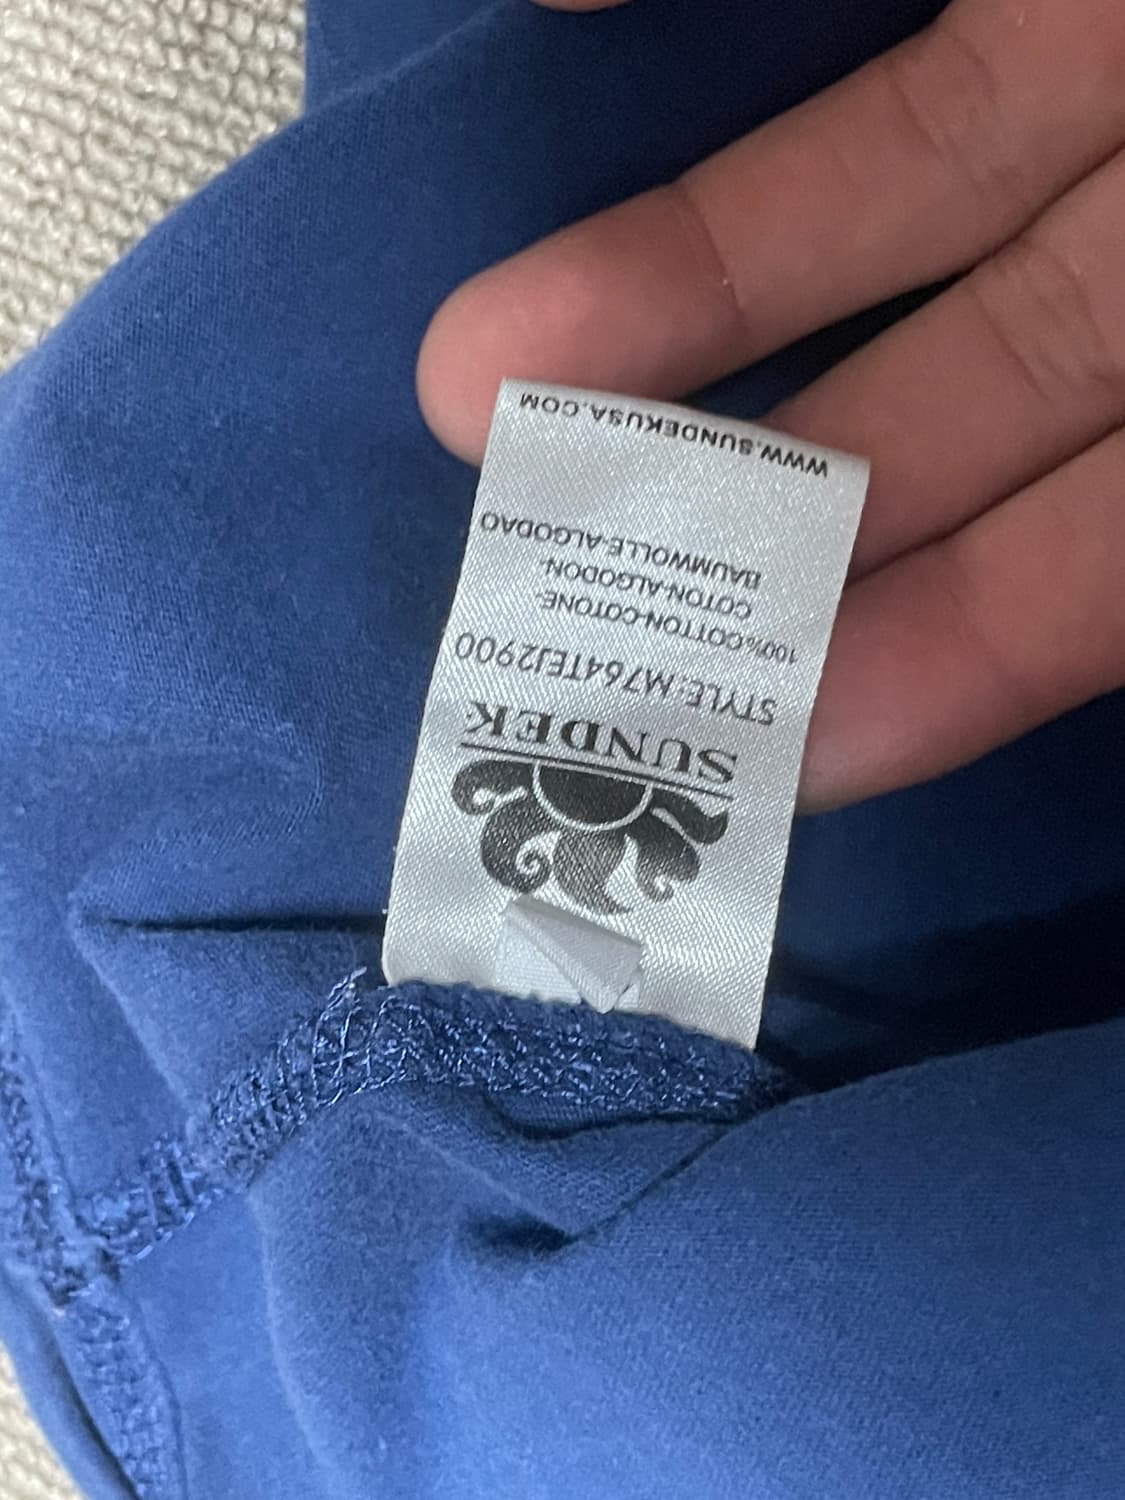 SUNDEK
STYLE: M764TEJ2900
100%COTTON-COTONE-
COTON-ALGODON-
BAUMWOLLE-ALGODAO
WWW.SUNDEKUSA.COM